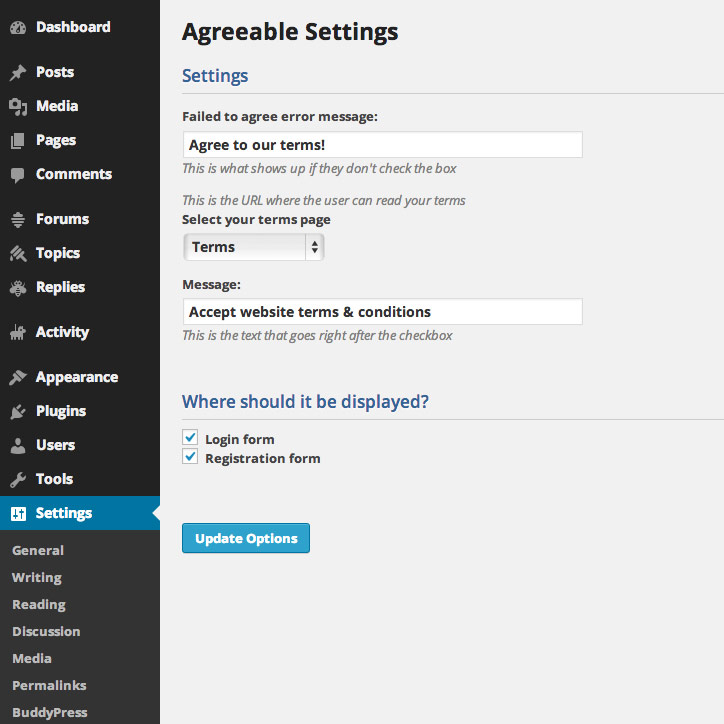 Dashboard
Posts
Media
Pages
Comments
Forums
Topics
Replies
Activity
Appearance
Plugins
Users
Tools
Settings
General
Writing
Reading
Discussion
Media
Permalinks
BuddyPress
Agreeable Settings
Settings
Failed to agree error message:
Agree to our terms!
This is what shows up if they don't check the box
This is the URL where the user can read your terms
Select your terms page
Terms
Message:
Accept website terms & conditions
This is the text that goes right after the checkbox
Where should it be displayed?
Login form
Registration form
Update Options